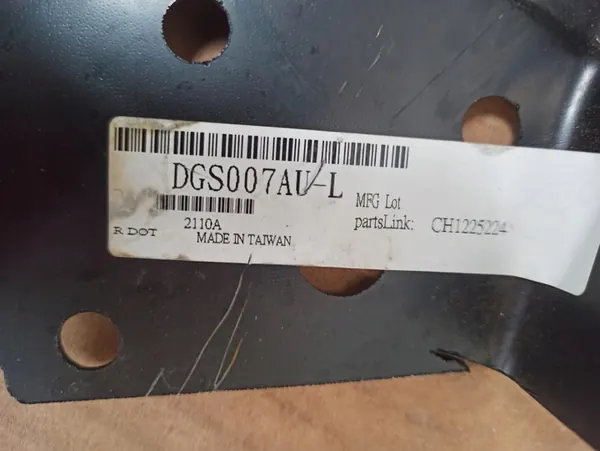 DGS007AU-L
MFG Lot
2110A
partsLink: CH1225224
R DOT
MADE IN TAIWAN